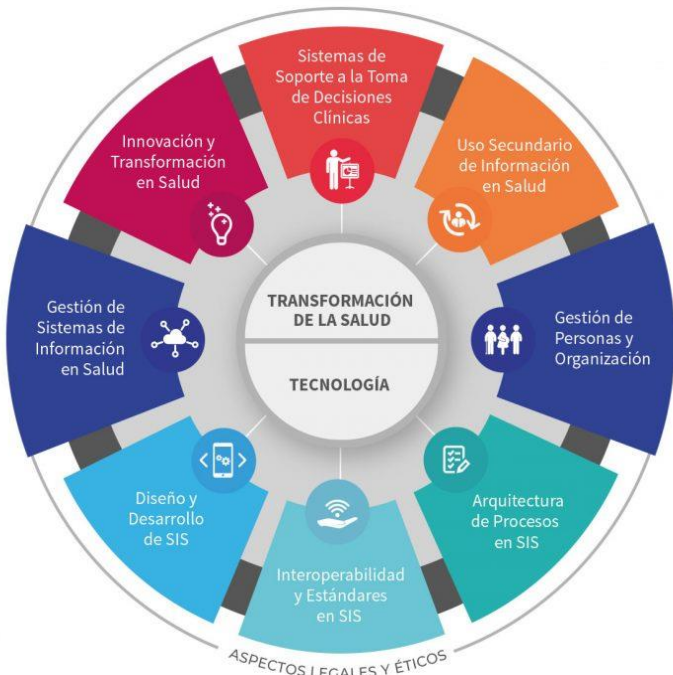 Sistemas de
Soporte a la Toma
de Decisiones
Clínicas
Uso Secundario
de Información
en Salud
Gestión de
Personas y
Organización
Arquitectura
de Procesos
en SIS
Interoperabilidad
y Estándares
en SIS
Diseño y
Desarrollo
de SIS
Gestión de
Sistemas de
Información
en Salud
Innovación y
Transformación
en Salud
TRANSFORMACIÓN
DE LA SALUD
TECNOLOGÍA
ASPECTOS LEGALES Y ÉTICOS